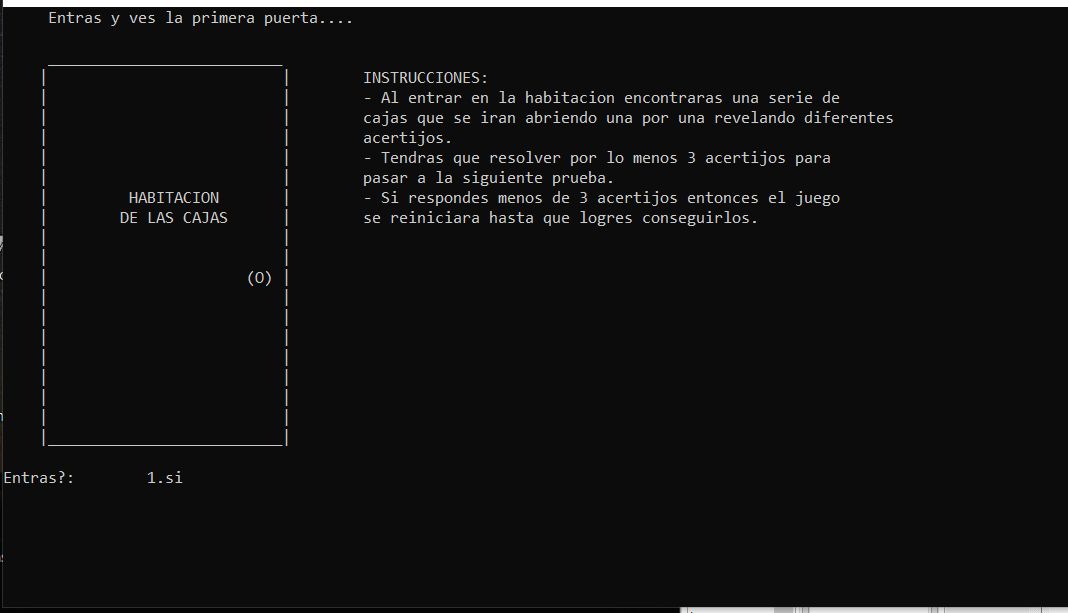 Entras y ves la primera puerta....
INSTRUCCIONES:
- Al entrar en la habitacion encontraras una serie de
cajas que se iran abriendo una por una revelando diferentes
acertijos.
- Tendras que resolver por lo menos 3 acertijos para
pasar a la siguiente prueba.
- Si respondes menos de 3 acertijos entonces el juego
se reiniciara hasta que logres conseguirlos.
HABITACION
DE LAS CAJAS
(O)
Entras?: 1.si